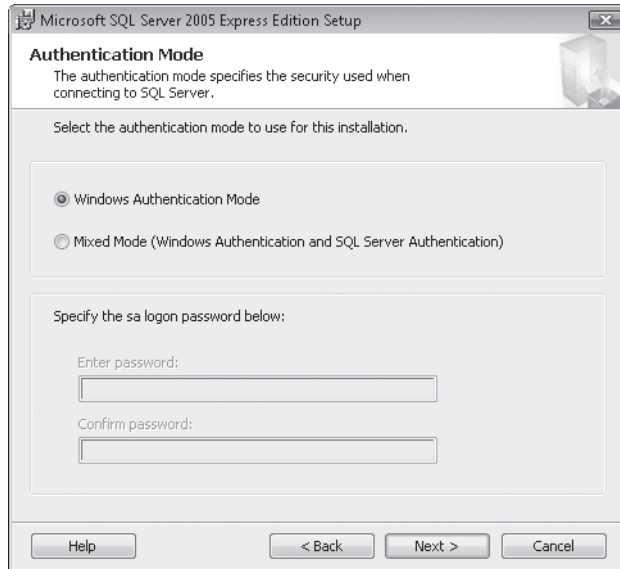 Microsoft SQL Server 2005 Express Edition Setup
Authentication Mode
The authentication mode specifies the security used when
connecting to SQL Server.
Select the authentication mode to use for this installation.
Windows Authentication Mode
Mixed Mode (Windows Authentication and SQL Server Authentication)
Specify the sa logon password below:
Enter password:
Confirm password:
Help
< Back
Next >
Cancel